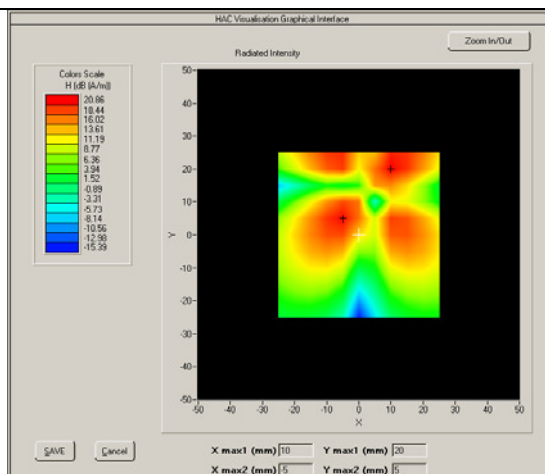 HAC Visualisation Graphical Interface
Zoom In/Out
Radiated Intensity
Colors Scale
H (dB (A/m))
20.86
18.44
16.02
13.61
11.19
8.77
6.36
3.94
1.52
-0.89
-3.31
-5.73
-8.14
-10.56
-12.98
-15.39
50
40
30
20
10
0
-10
-20
-30
-40
-50
Y
-50 -40 -30 -20 -10 0 10 20 30 40 50
X
SAVE Cancel
X max1 (mm) 10 Y max1 (mm) 20
X max2 (mm) -5 Y max2 (mm) 5